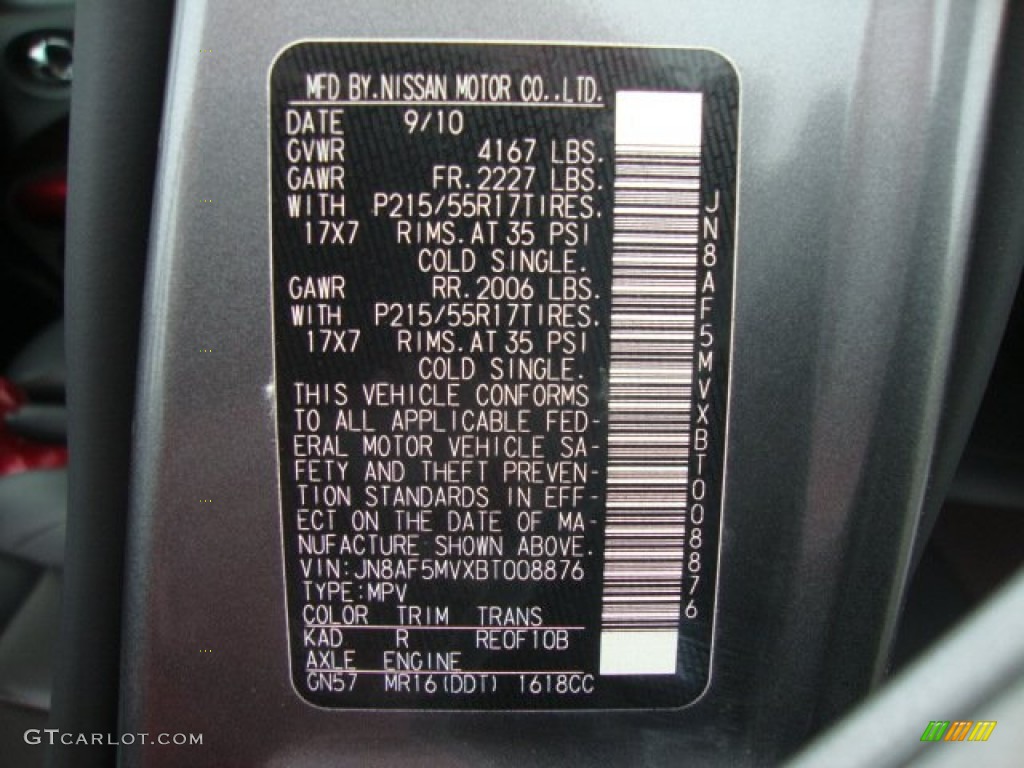 MFD BY.NISSAN MOTOR CO.,LTD.
DATE 9/10
GVWR 4167 LBS.
GAWR FR.2227 LBS.
WITH P215/55R17TIRES.
17X7 RIMS.AT 35 PSI
COLD SINGLE.
GAWR RR.2006 LBS.
WITH P215/55R17TIRES.
17X7 RIMS.AT 35 PSI
COLD SINGLE.
THIS VEHICLE CONFORMS
TO ALL APPLICABLE FED-
ERAL MOTOR VEHICLE SA-
FETY AND THEFT PREVEN-
TION STANDARDS IN EFF-
ECT ON THE DATE OF MA-
NUFACTURE SHOWN ABOVE.
VIN:JN8AF5MVXBT008876
TYPE:MPV
COLOR TRIM TRANS
KAD R RE0F10B
AXLE ENGINE
GN57 MR16(DDT) 1618CC
JN8AF5MVXBT008876
GTCARLOT.COM